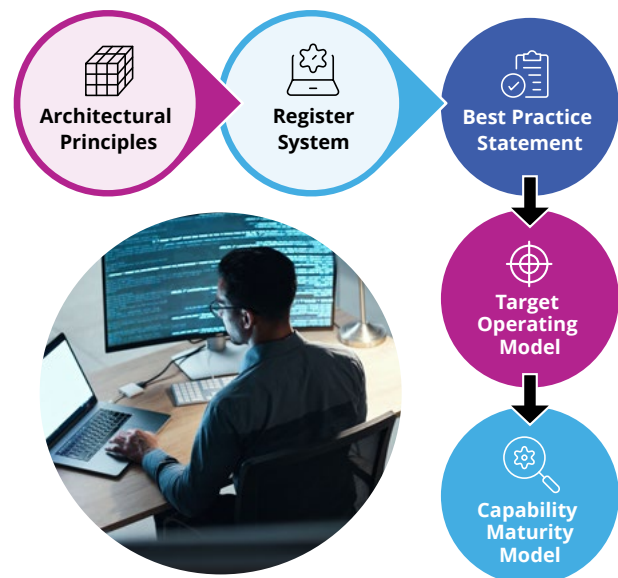 Architectural
Principles
Register
System
Best Practice
Statement
Target
Operating
Model
Capability
Maturity
Model